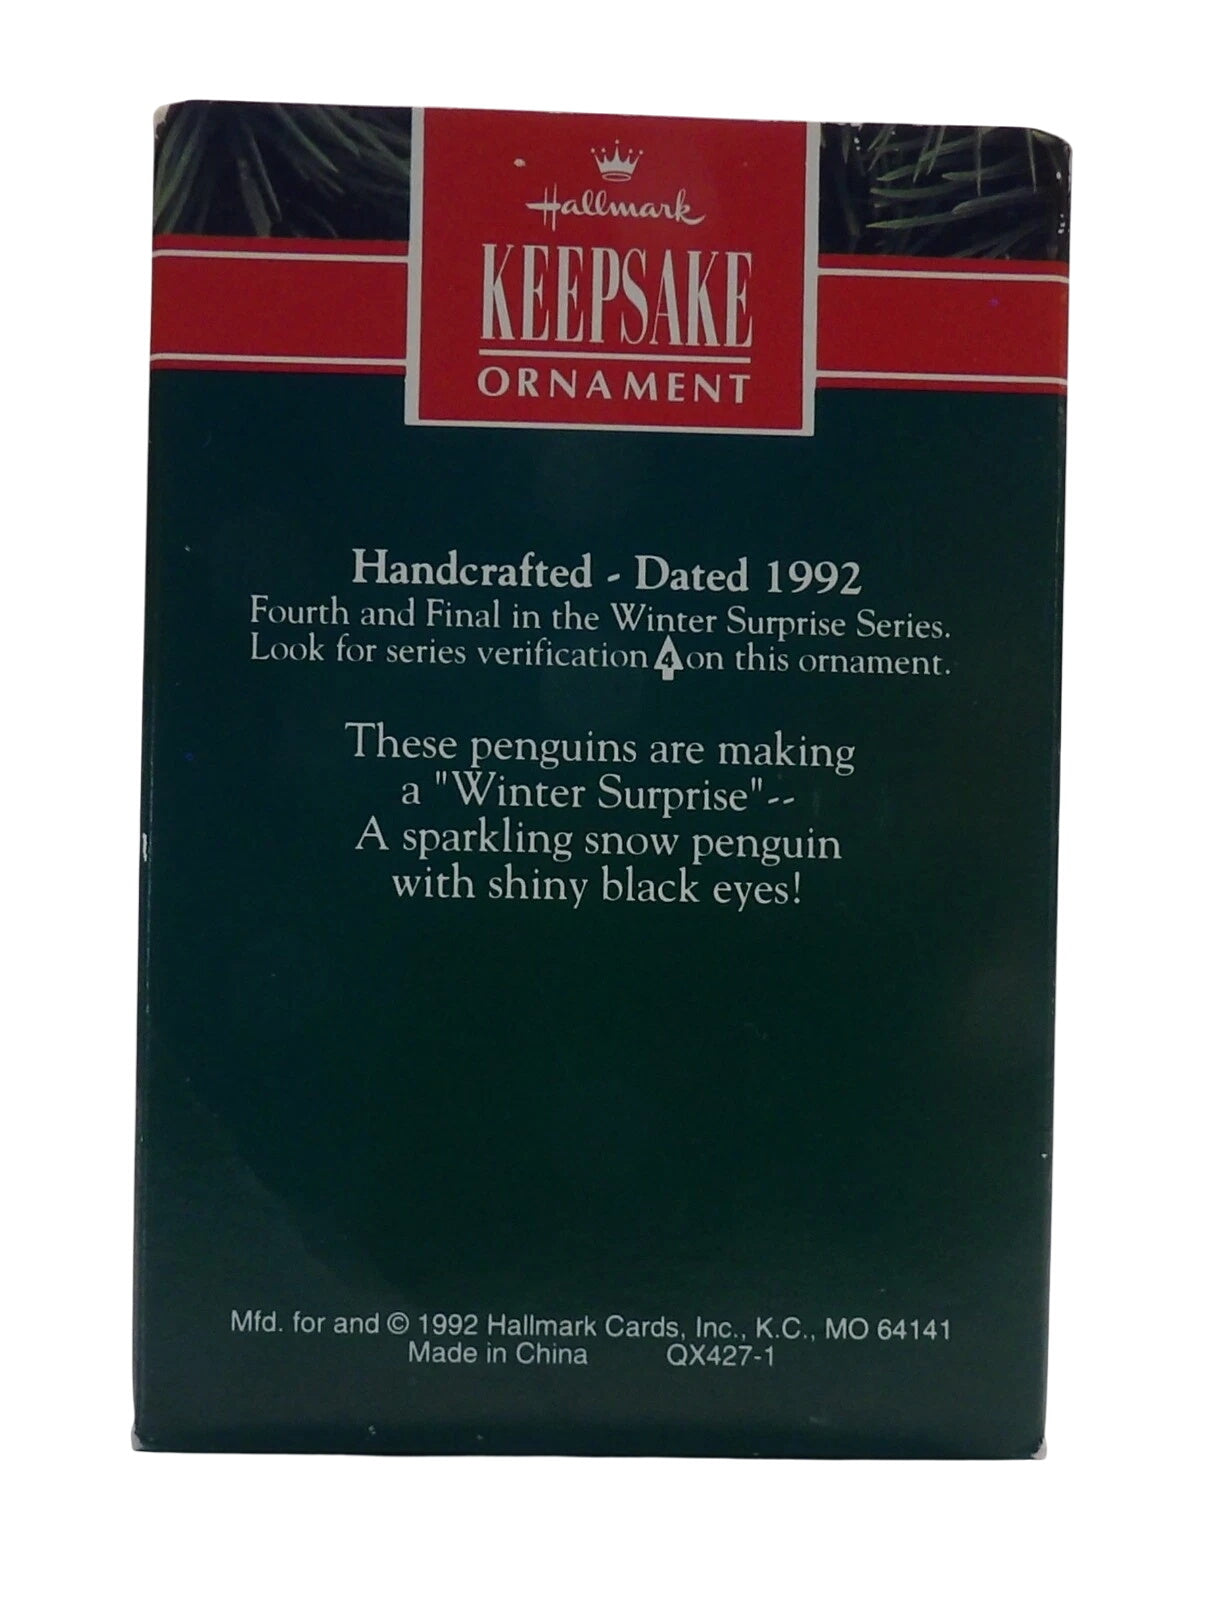 Hallmark
KEEPSAKE
ORNAMENT
Handcrafted - Dated 1992
Fourth and Final in the Winter Surprise Series.
Look for series verification 4 on this ornament.
These penguins are making
a "Winter Surprise"--
A sparkling snow penguin
with shiny black eyes!
Mfd. for and © 1992 Hallmark Cards, Inc., K.C., MO 64141
Made in China QX427-1